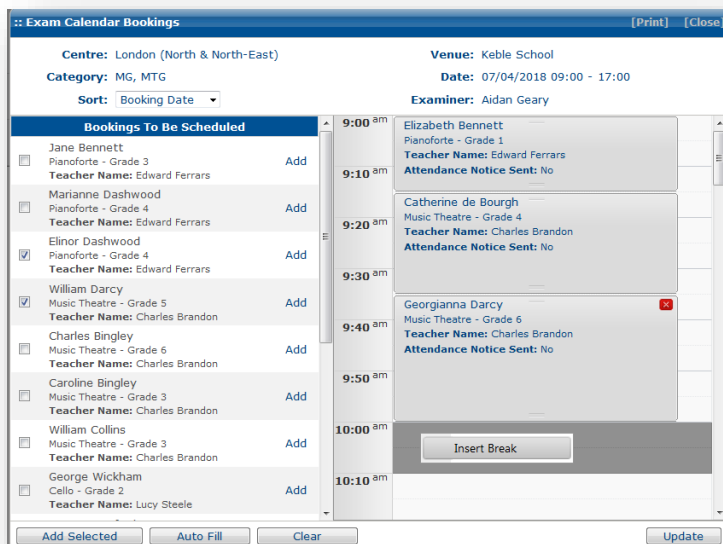 :: Exam Calendar Bookings [Print] [Close]
Centre: London (North & North-East) Venue: Keble School
Category: MG, MTG Date: 07/04/2018 09:00 - 17:00
Sort: Booking Date Examiner: Aidan Geary
Bookings To Be Scheduled
Jane Bennett
Pianoforte - Grade 3 Add
Teacher Name: Edward Ferrars
Marianne Dashwood
Pianoforte - Grade 4 Add
Teacher Name: Edward Ferrars
Elinor Dashwood
Pianoforte - Grade 4 Add
Teacher Name: Edward Ferrars
William Darcy
Music Theatre - Grade 5 Add
Teacher Name: Charles Brandon
Charles Bingley
Music Theatre - Grade 6 Add
Teacher Name: Charles Brandon
Caroline Bingley
Music Theatre - Grade 3 Add
Teacher Name: Charles Brandon
William Collins
Music Theatre - Grade 3 Add
Teacher Name: Charles Brandon
George Wickham
Cello - Grade 2 Add
Teacher Name: Lucy Steele
9:00 am
Elizabeth Bennett
Pianoforte - Grade 1
Teacher Name: Edward Ferrars
9:10 am
Attendance Notice Sent: No
Catherine de Bourgh
Music Theatre - Grade 4
9:20 am
Teacher Name: Charles Brandon
Attendance Notice Sent: No
9:30 am
Georgianna Darcy
Music Theatre - Grade 6
9:40 am
Teacher Name: Charles Brandon
Attendance Notice Sent: No
9:50 am
10:00 am
Insert Break
10:10 am
Add Selected Auto Fill Clear Update